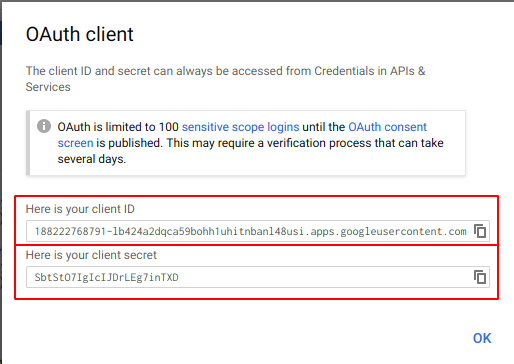 OAuth client
The client ID and secret can always be accessed from Credentials in APIs &
Services
OAuth is limited to 100 sensitive scope logins until the OAuth consent
screen is published. This may require a verification process that can take
several days.
Here is your client ID
188222768791-lb424a2dqca59bohh1uhitnbanl48usi.apps.googleusercontent.com
Here is your client secret
SbtStO7IgIcIJDrLEg7inTXD
OK